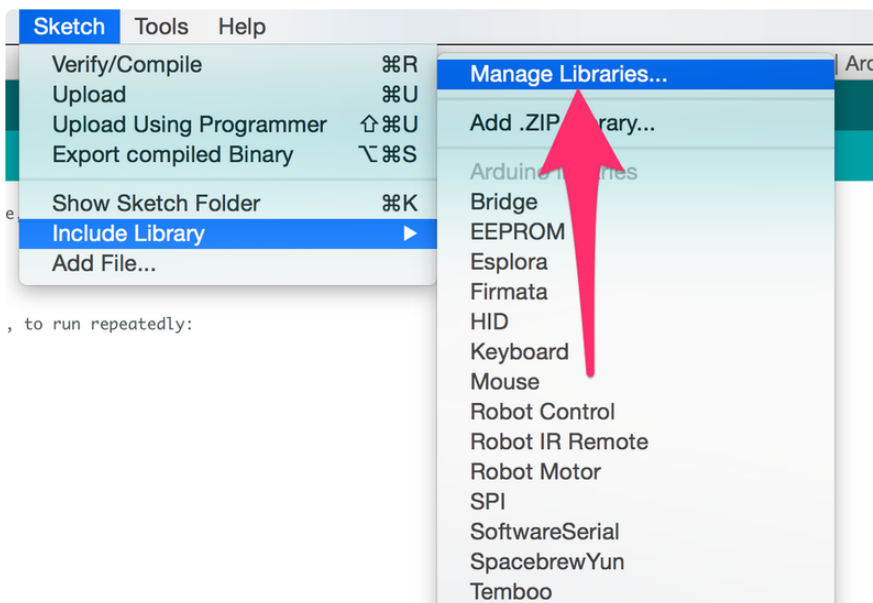 Sketch Tools Help
Verify/Compile ⌘R
Upload ⌘U
Upload Using Programmer ⇧⌘U
Export compiled Binary ⌥⌘S
Show Sketch Folder ⌘K
Include Library ▶
Add File...
Manage Libraries...
Add .ZIP
Arduino
Bridge
EEPROM
Esplora
Firmata
HID
Keyboard
Mouse
Robot Control
Robot IR Remote
Robot Motor
SPI
SoftwareSerial
SpacebrewYun
Temboo
, to run repeatedly: